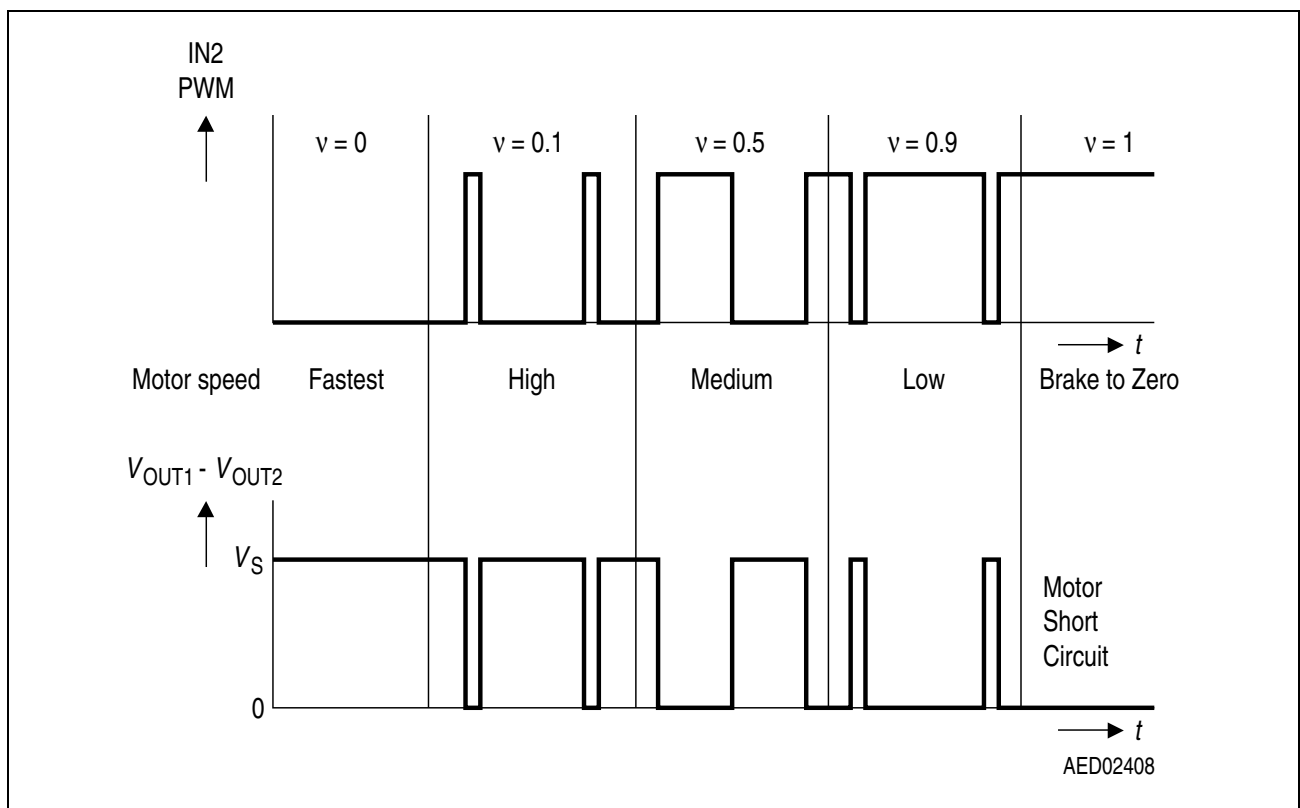 IN2
PWM
ν = 0
ν = 0.1
ν = 0.5
ν = 0.9
ν = 1
t
Motor speed
Fastest
High
Medium
Low
Brake to Zero
VOUT1 - VOUT2
VS
Motor
Short
Circuit
0
t
AED02408